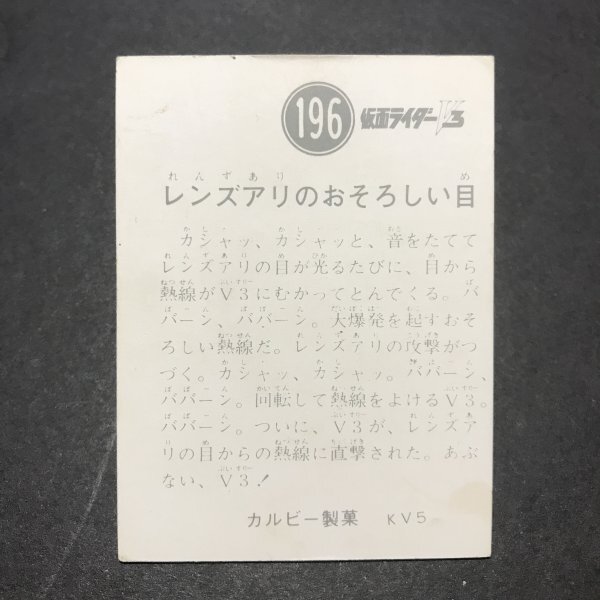 196 仮面ライダーV3
レンズアリのおそろしい目
カシャッ、カシャッと、音をたてて
レンズアリの目が光るたびに、目から
熱線がV3にむかってとんでくる。バ
バーン、ババーン。大爆発を起すおそ
ろしい熱線だ。レンズアリの攻撃がつ
づく。カシャッ、カシャッ。ババーン、
ババーン。回転して熱線をよけるV3。
ババーン。ついに、V3が、レンズア
リの目からの熱線に直撃された。あぶ
ない、V3!
カルビー製菓 KV5